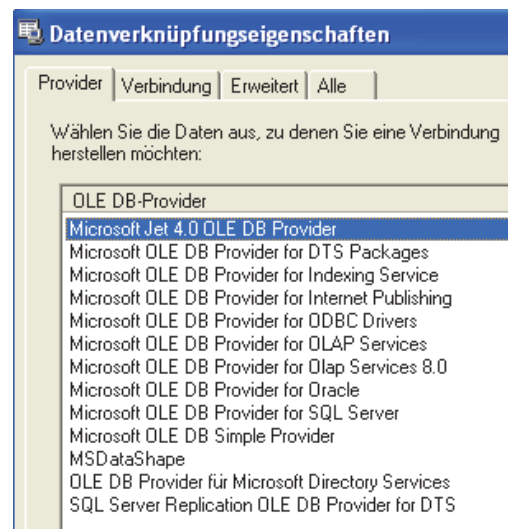 Datenverknüpfungseigenschaften
Provider Verbindung Erweitert Alle
Wählen Sie die Daten aus, zu denen Sie eine Verbindung
herstellen möchten:
OLE DB-Provider
Microsoft Jet 4.0 OLE DB Provider
Microsoft OLE DB Provider for DTS Packages
Microsoft OLE DB Provider for Indexing Service
Microsoft OLE DB Provider for Internet Publishing
Microsoft OLE DB Provider for ODBC Drivers
Microsoft OLE DB Provider for OLAP Services
Microsoft OLE DB Provider for Olap Services 8.0
Microsoft OLE DB Provider for Oracle
Microsoft OLE DB Provider for SQL Server
Microsoft OLE DB Simple Provider
MSDataShape
OLE DB Provider für Microsoft Directory Services
SQL Server Replication OLE DB Provider for DTS